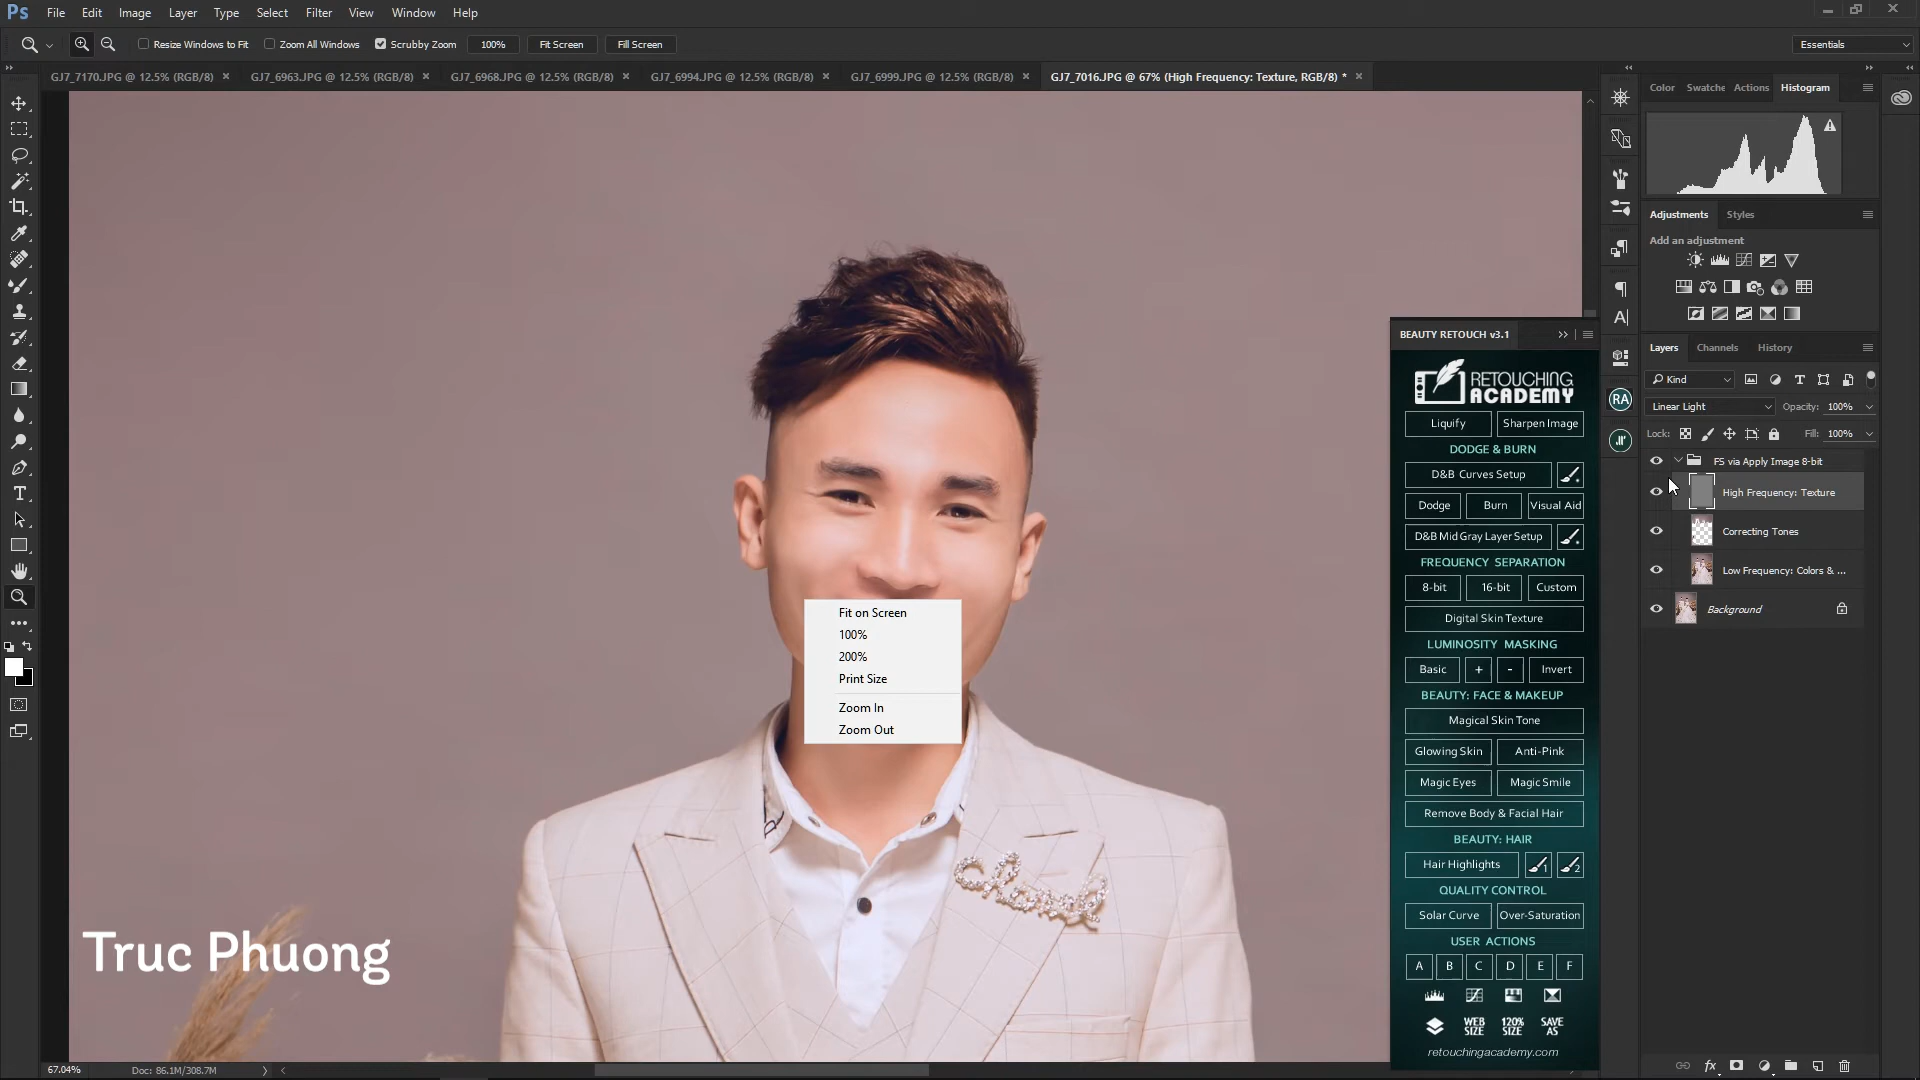 Ps File Edit Image Layer Type Select Filter View Window Help
Resize Windows to Fit Zoom All Windows Scrubby Zoom 100% Fit Screen Fill Screen Essentials
GJ7_7170.JPG @ 12.5% (RGB/8) × GJ7_6963.JPG @ 12.5% (RGB/8) × GJ7_6968.JPG @ 12.5% (RGB/8) × GJ7_6994.JPG @ 12.5% (RGB/8) × GJ7_6999.JPG @ 12.5% (RGB/8) × GJ7_7016.JPG @ 67% (High Frequency: Texture, RGB/8) * ×
Color Swatche Actions Histogram
Adjustments Styles
Add an adjustment
Layers Channels History
Kind
Linear Light Opacity: 100%
Lock: Fill: 100%
FS via Apply Image 8-bit
High Frequency: Texture
Correcting Tones
Low Frequency: Colors & ...
Background
RA
BEAUTY RETOUCH v3.1
RETOUCHING
ACADEMY
Liquify Sharpen Image
DODGE & BURN
D&B Curves Setup
Dodge Burn Visual Aid
D&B Mid Gray Layer Setup
FREQUENCY SEPARATION
8-bit 16-bit Custom
Digital Skin Texture
LUMINOSITY MASKING
Basic + - Invert
BEAUTY: FACE & MAKEUP
Magical Skin Tone
Glowing Skin Anti-Pink
Magic Eyes Magic Smile
Remove Body & Facial Hair
BEAUTY: HAIR
Hair Highlights 1 2
QUALITY CONTROL
Solar Curve Over-Saturation
USER ACTIONS
A B C D E F
WEB SIZE 120% SIZE SAVE AS
retouchingacademy.com
Fit on Screen
100%
200%
Print Size
Zoom In
Zoom Out
Truc Phuong
67.04% Doc: 86.1M/308.7M
fx